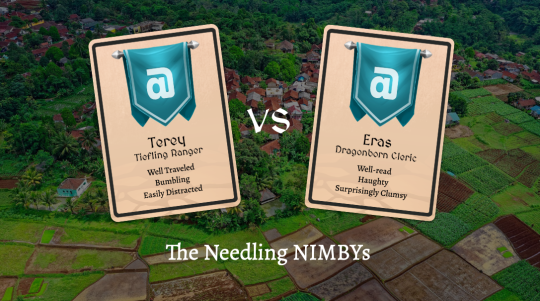 @
Torey
Tiefling Ranger
Well Traveled
Bumbling
Easily Distracted
VS
@
Eras
Dragonborn Cleric
Well-read
Haughty
Surprisingly Clumsy
The Needling NIMBYs